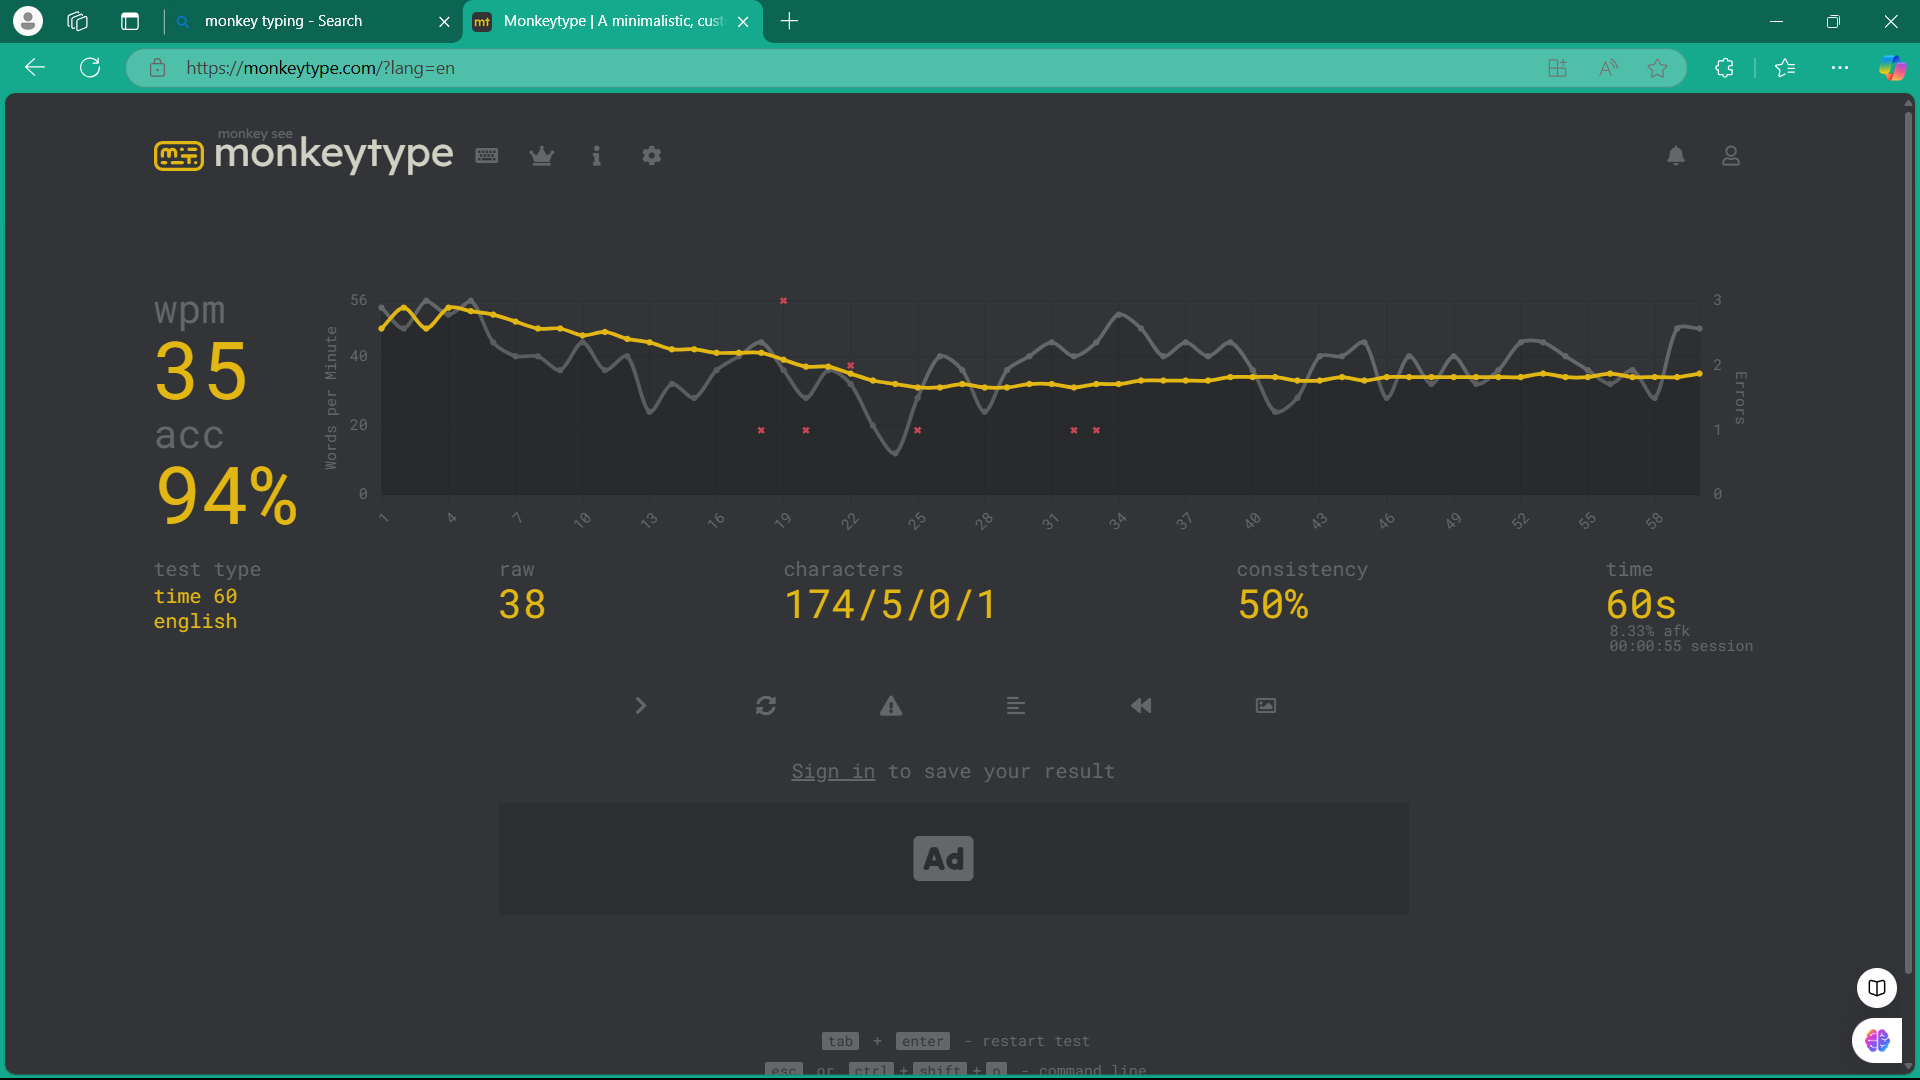 monkey typing - Search
mt Monkeytype | A minimalistic, cust
https://monkeytype.com/?lang=en
monkey see
monkeytype
wpm
35
acc
94%
Words per Minute
56
40
20
0
3
2
1
0
Errors
1 4 7 10 13 16 19 22 25 28 31 34 37 40 43 46 49 52 55 58
test type
time 60
english
raw
38
characters
174/5/0/1
consistency
50%
time
60s
8.33% afk
00:00:55 session
Sign in to save your result
Ad
tab + enter - restart test
esc or ctrl + shift + p - command line